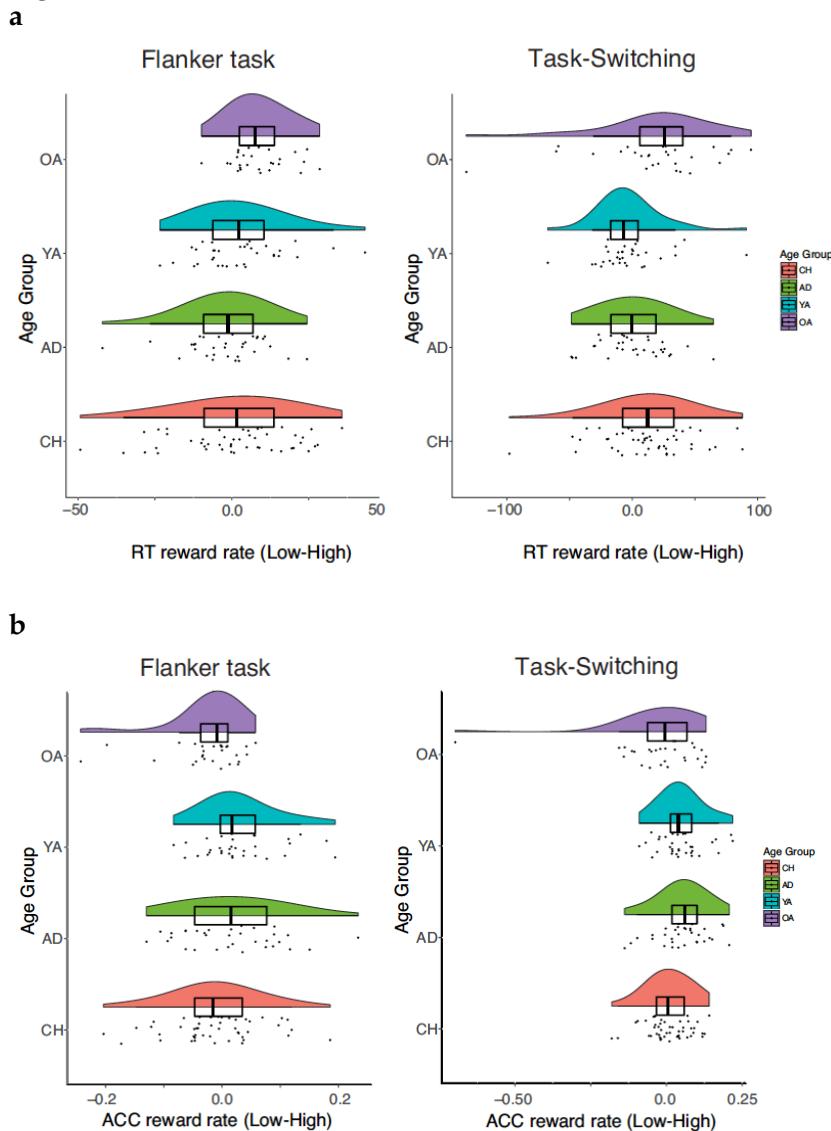 a
Flanker task
Task-Switching
OA
YA
AD
CH
Age Group
−50
0.0
50
RT reward rate (Low-High)
OA
YA
AD
CH
Age Group
−100
0.0
100
RT reward rate (Low-High)
Age Group
CH
AD
YA
OA
b
Flanker task
Task-Switching
OA
YA
AD
CH
Age Group
−0.2
0.0
0.2
ACC reward rate (Low-High)
OA
YA
AD
CH
Age Group
−0.50
0.0
0.25
ACC reward rate (Low-High)
Age Group
CH
AD
YA
OA